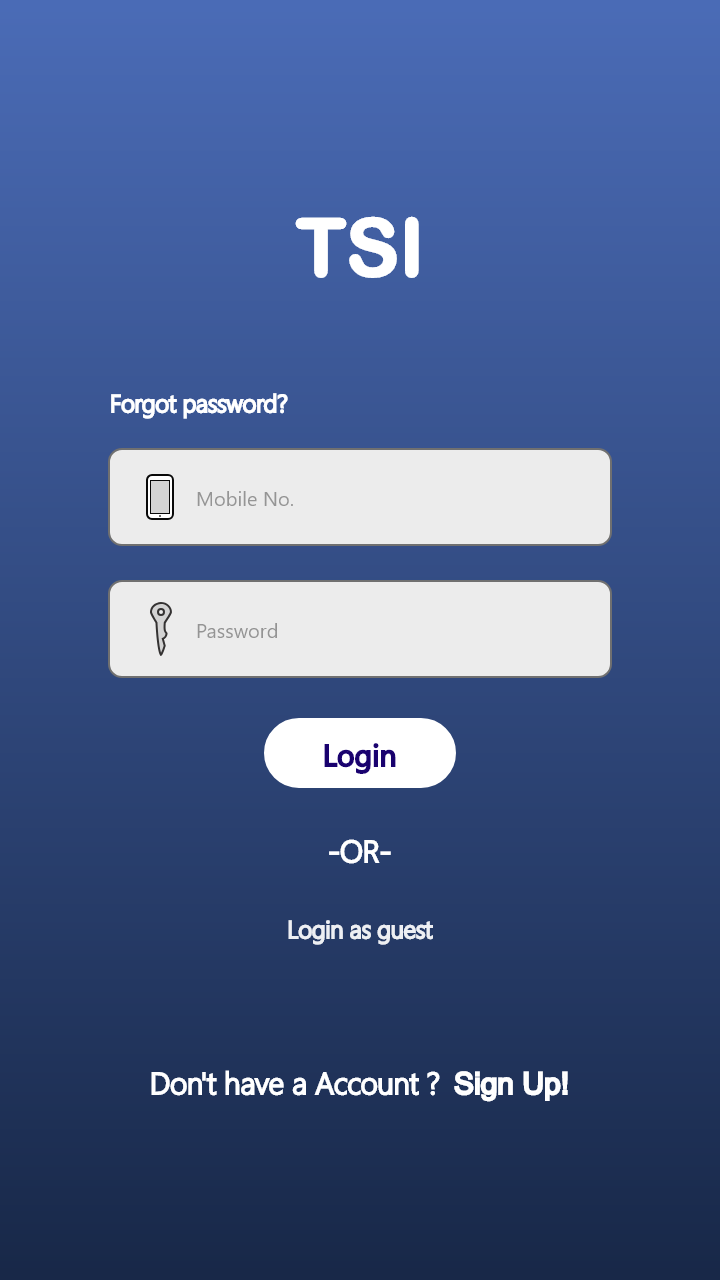 TSI
Forgot password?
Mobile No.
Password
Login
-OR-
Login as guest
Don't have a Account ? Sign Up!